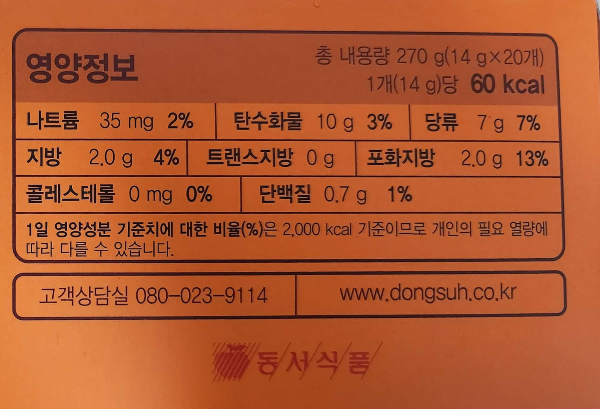 영양정보
총 내용량 270 g(14 g×20개)
1개(14 g)당 60 kcal
나트륨 35 mg 2% 탄수화물 10 g 3% 당류 7 g 7%
지방 2.0 g 4% 트랜스지방 0 g 포화지방 2.0 g 13%
콜레스테롤 0 mg 0% 단백질 0.7 g 1%
1일 영양성분 기준치에 대한 비율(%)은 2,000 kcal 기준이므로 개인의 필요 열량에
따라 다를 수 있습니다.
고객상담실 080-023-9114 www.dongsuh.co.kr
동서식품